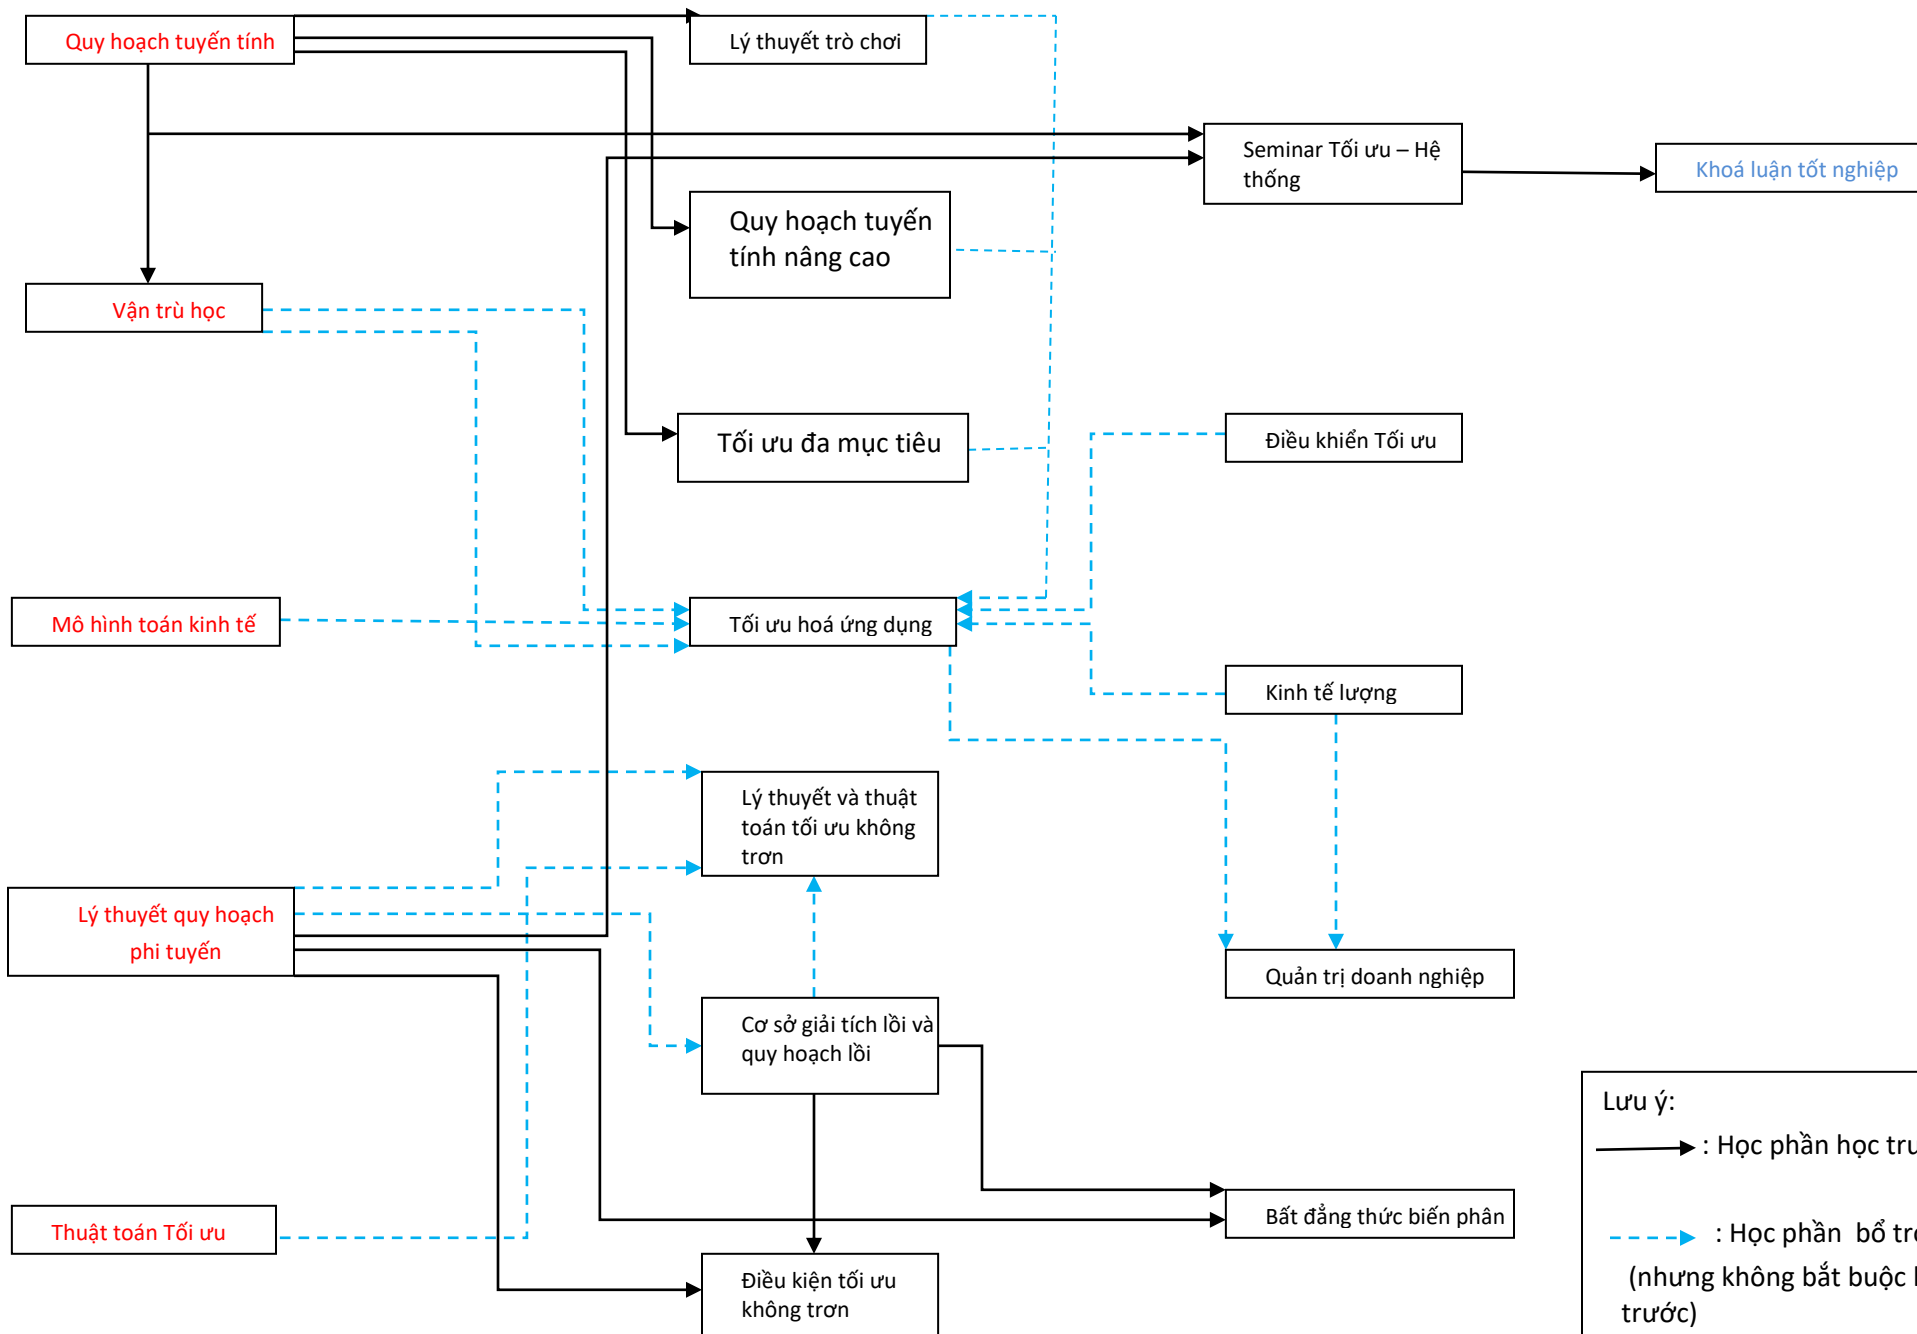 Quy hoạch tuyến tính
Lý thuyết trò chơi
Seminar Tối ưu – Hệ
thống
Khoá luận tốt nghiệp
Quy hoạch tuyến
tính nâng cao
Vận trù học
Tối ưu đa mục tiêu
Điều khiển Tối ưu
Mô hình toán kinh tế
Tối ưu hoá ứng dụng
Kinh tế lượng
Lý thuyết và thuật
toán tối ưu không
trơn
Lý thuyết quy hoạch
phi tuyến
Quản trị doanh nghiệp
Cơ sở giải tích lồi và
quy hoạch lồi
Lưu ý:
: Học phần học
Thuật toán Tối ưu
Bất đẳng thức biến phân
: Học phần bổ
(nhưng không bắt buộc
trước)
Điều kiện tối ưu
không trơn